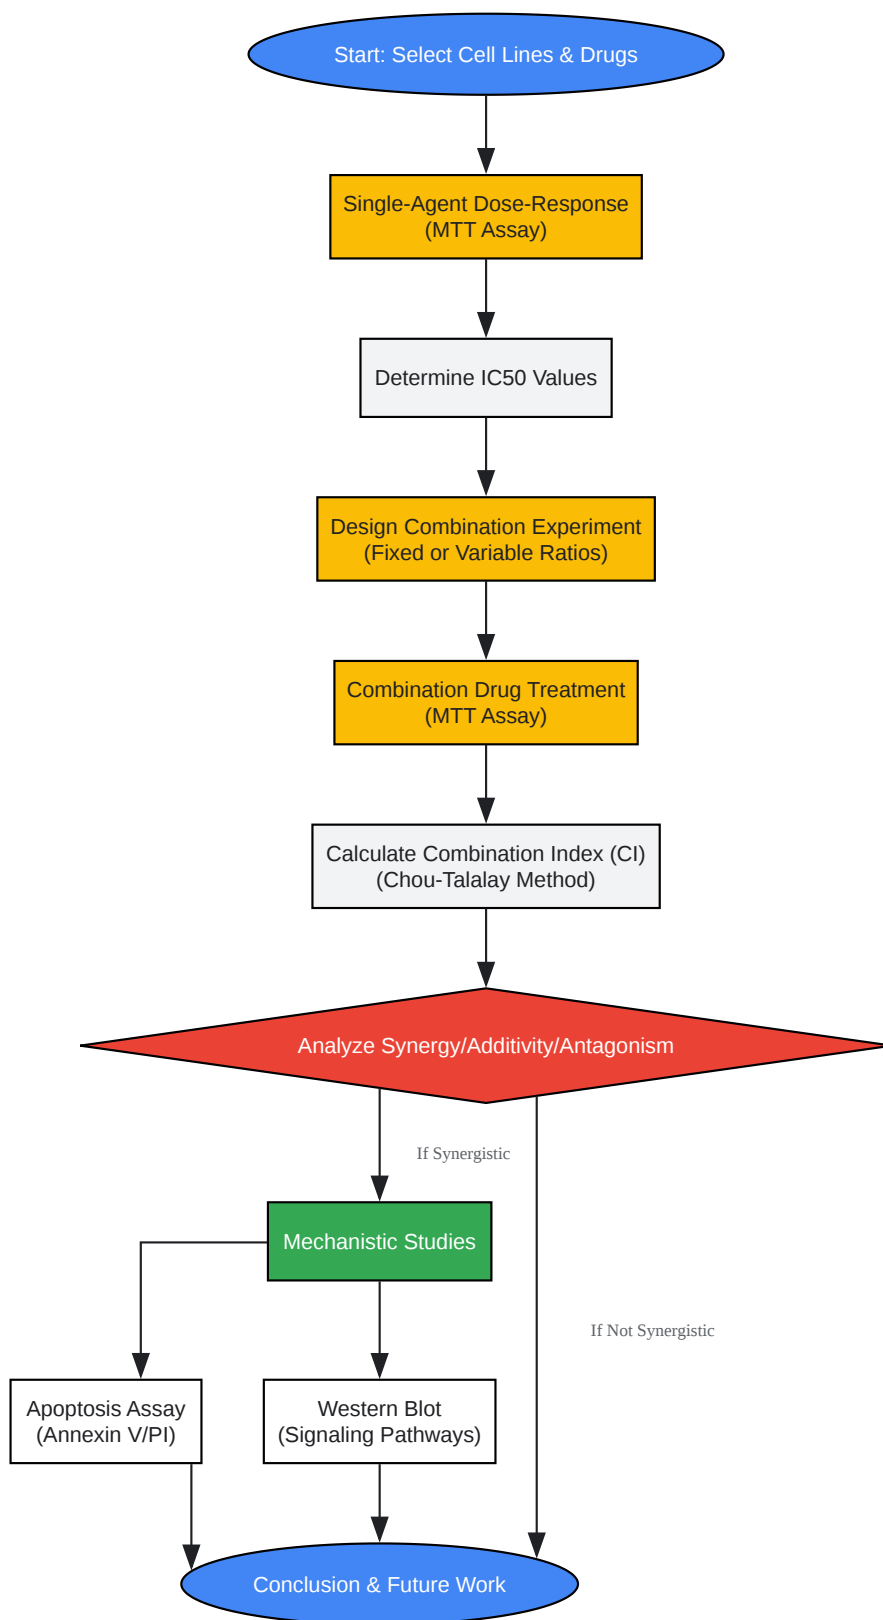 Start: Select Cell Lines & Drugs
Single-Agent Dose-Response
(MTT Assay)
Determine IC50 Values
Design Combination Experiment
(Fixed or Variable Ratios)
Combination Drug Treatment
(MTT Assay)
Calculate Combination Index (CI)
(Chou-Talalay Method)
Analyze Synergy/Additivity/Antagonism
If Synergistic
Mechanistic Studies
If Not Synergistic
Apoptosis Assay
(Annexin V/PI)
Western Blot
(Signaling Pathways)
Conclusion & Future Work